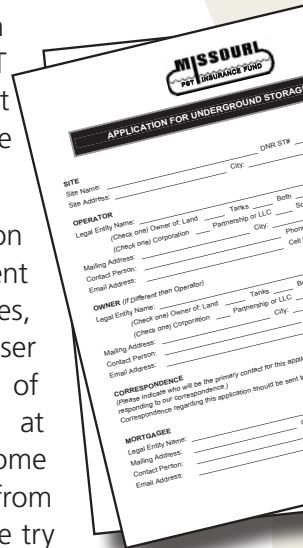 T
t
e
on
ent
es,
ser
of
at
ome
from
e try
MISSOURI
PST INSURANCE FUND
APPLICATION FOR UNDERGROUND STORAGE
SITE
Site Name:
Site Address: City: DNR ST#
OPERATOR
Legal Entity Name:
(Check one) Owner of: Land Tanks Both
(Check one) Corporation Partnership or LLC
Mailing Address: City:
Contact Person: Phone
Email Address: Cell
OWNER (If Different than Operator)
Legal Entity Name:
(Check one) Owner of: Land Tanks
(Check one) Corporation Partnership or LLC
Mailing Address: City:
Contact Person:
Email Address:
CORRESPONDENCE
(Please indicate who will be the primary contact for this
responding to our correspondence.)
Correspondence regarding this application should be sent
MORTGAGEE
Legal Entity Name:
Mailing Address:
Contact Person:
Email Address: